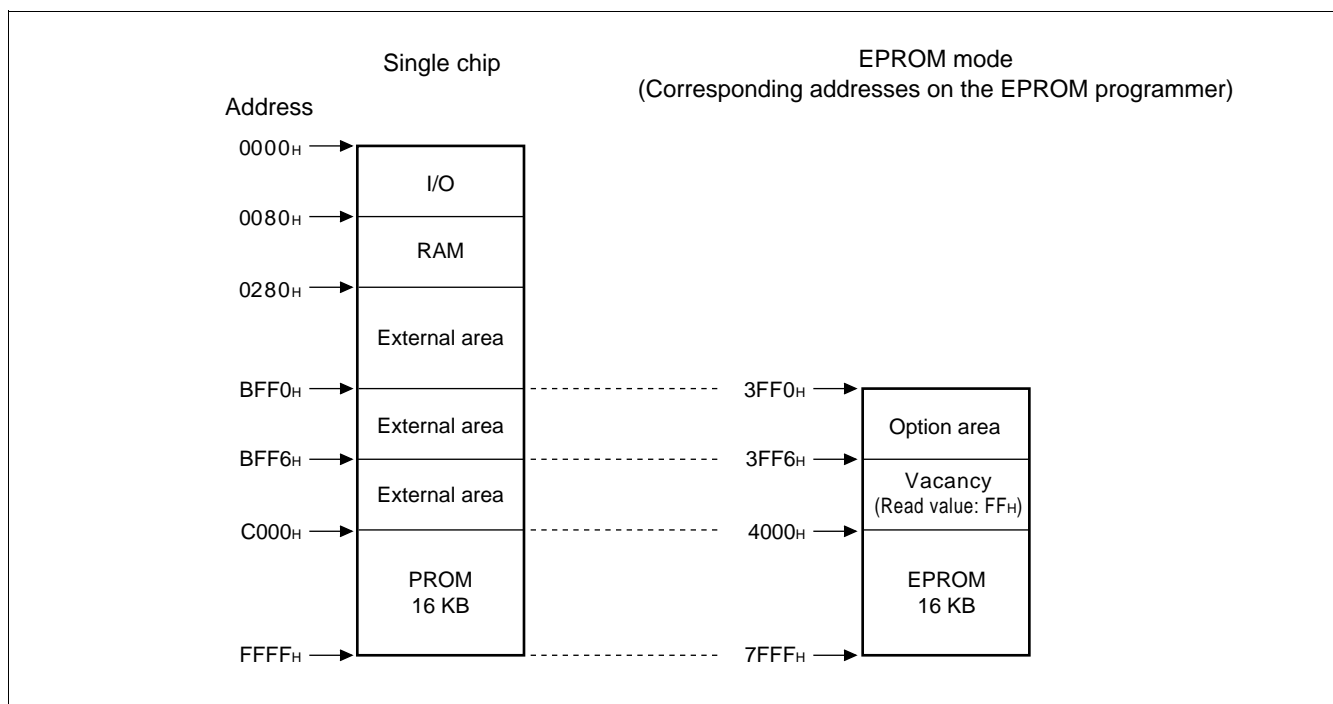 Single chip
EPROM mode
(Corresponding addresses on the EPROM programmer)
Address
0000H
I/O
0080H
RAM
0280H
External area
BFF0H
3FF0H
External area
Option area
BFF6H
3FF6H
External area
Vacancy
(Read value: FFH)
C000H
4000H
PROM
16 KB
EPROM
16 KB
FFFFH
7FFFH